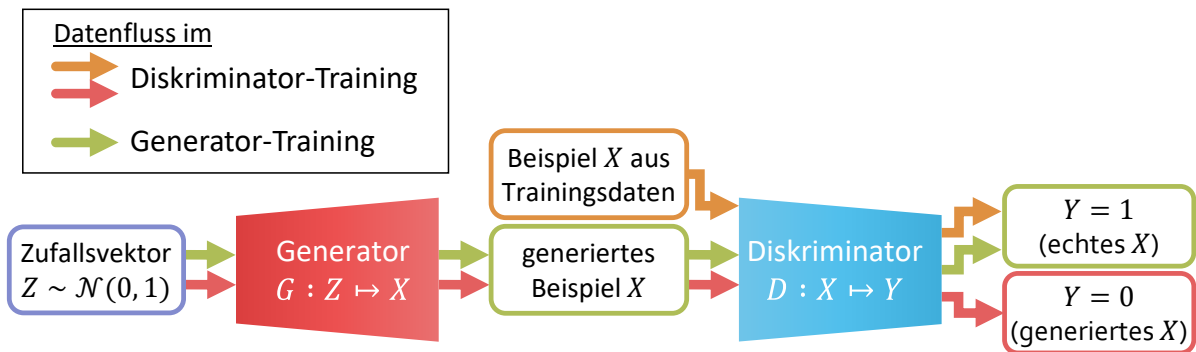 Datenfluss im
Diskriminator-Training
Generator-Training
Beispiel X aus
Trainingsdaten
Zufallsvektor
Z ~ 𝒩(0, 1)
Generator
G : Z ↦ X
generiertes
Beispiel X
Diskriminator
D : X ↦ Y
Y = 1
(echtes X)
Y = 0
(generiertes X)